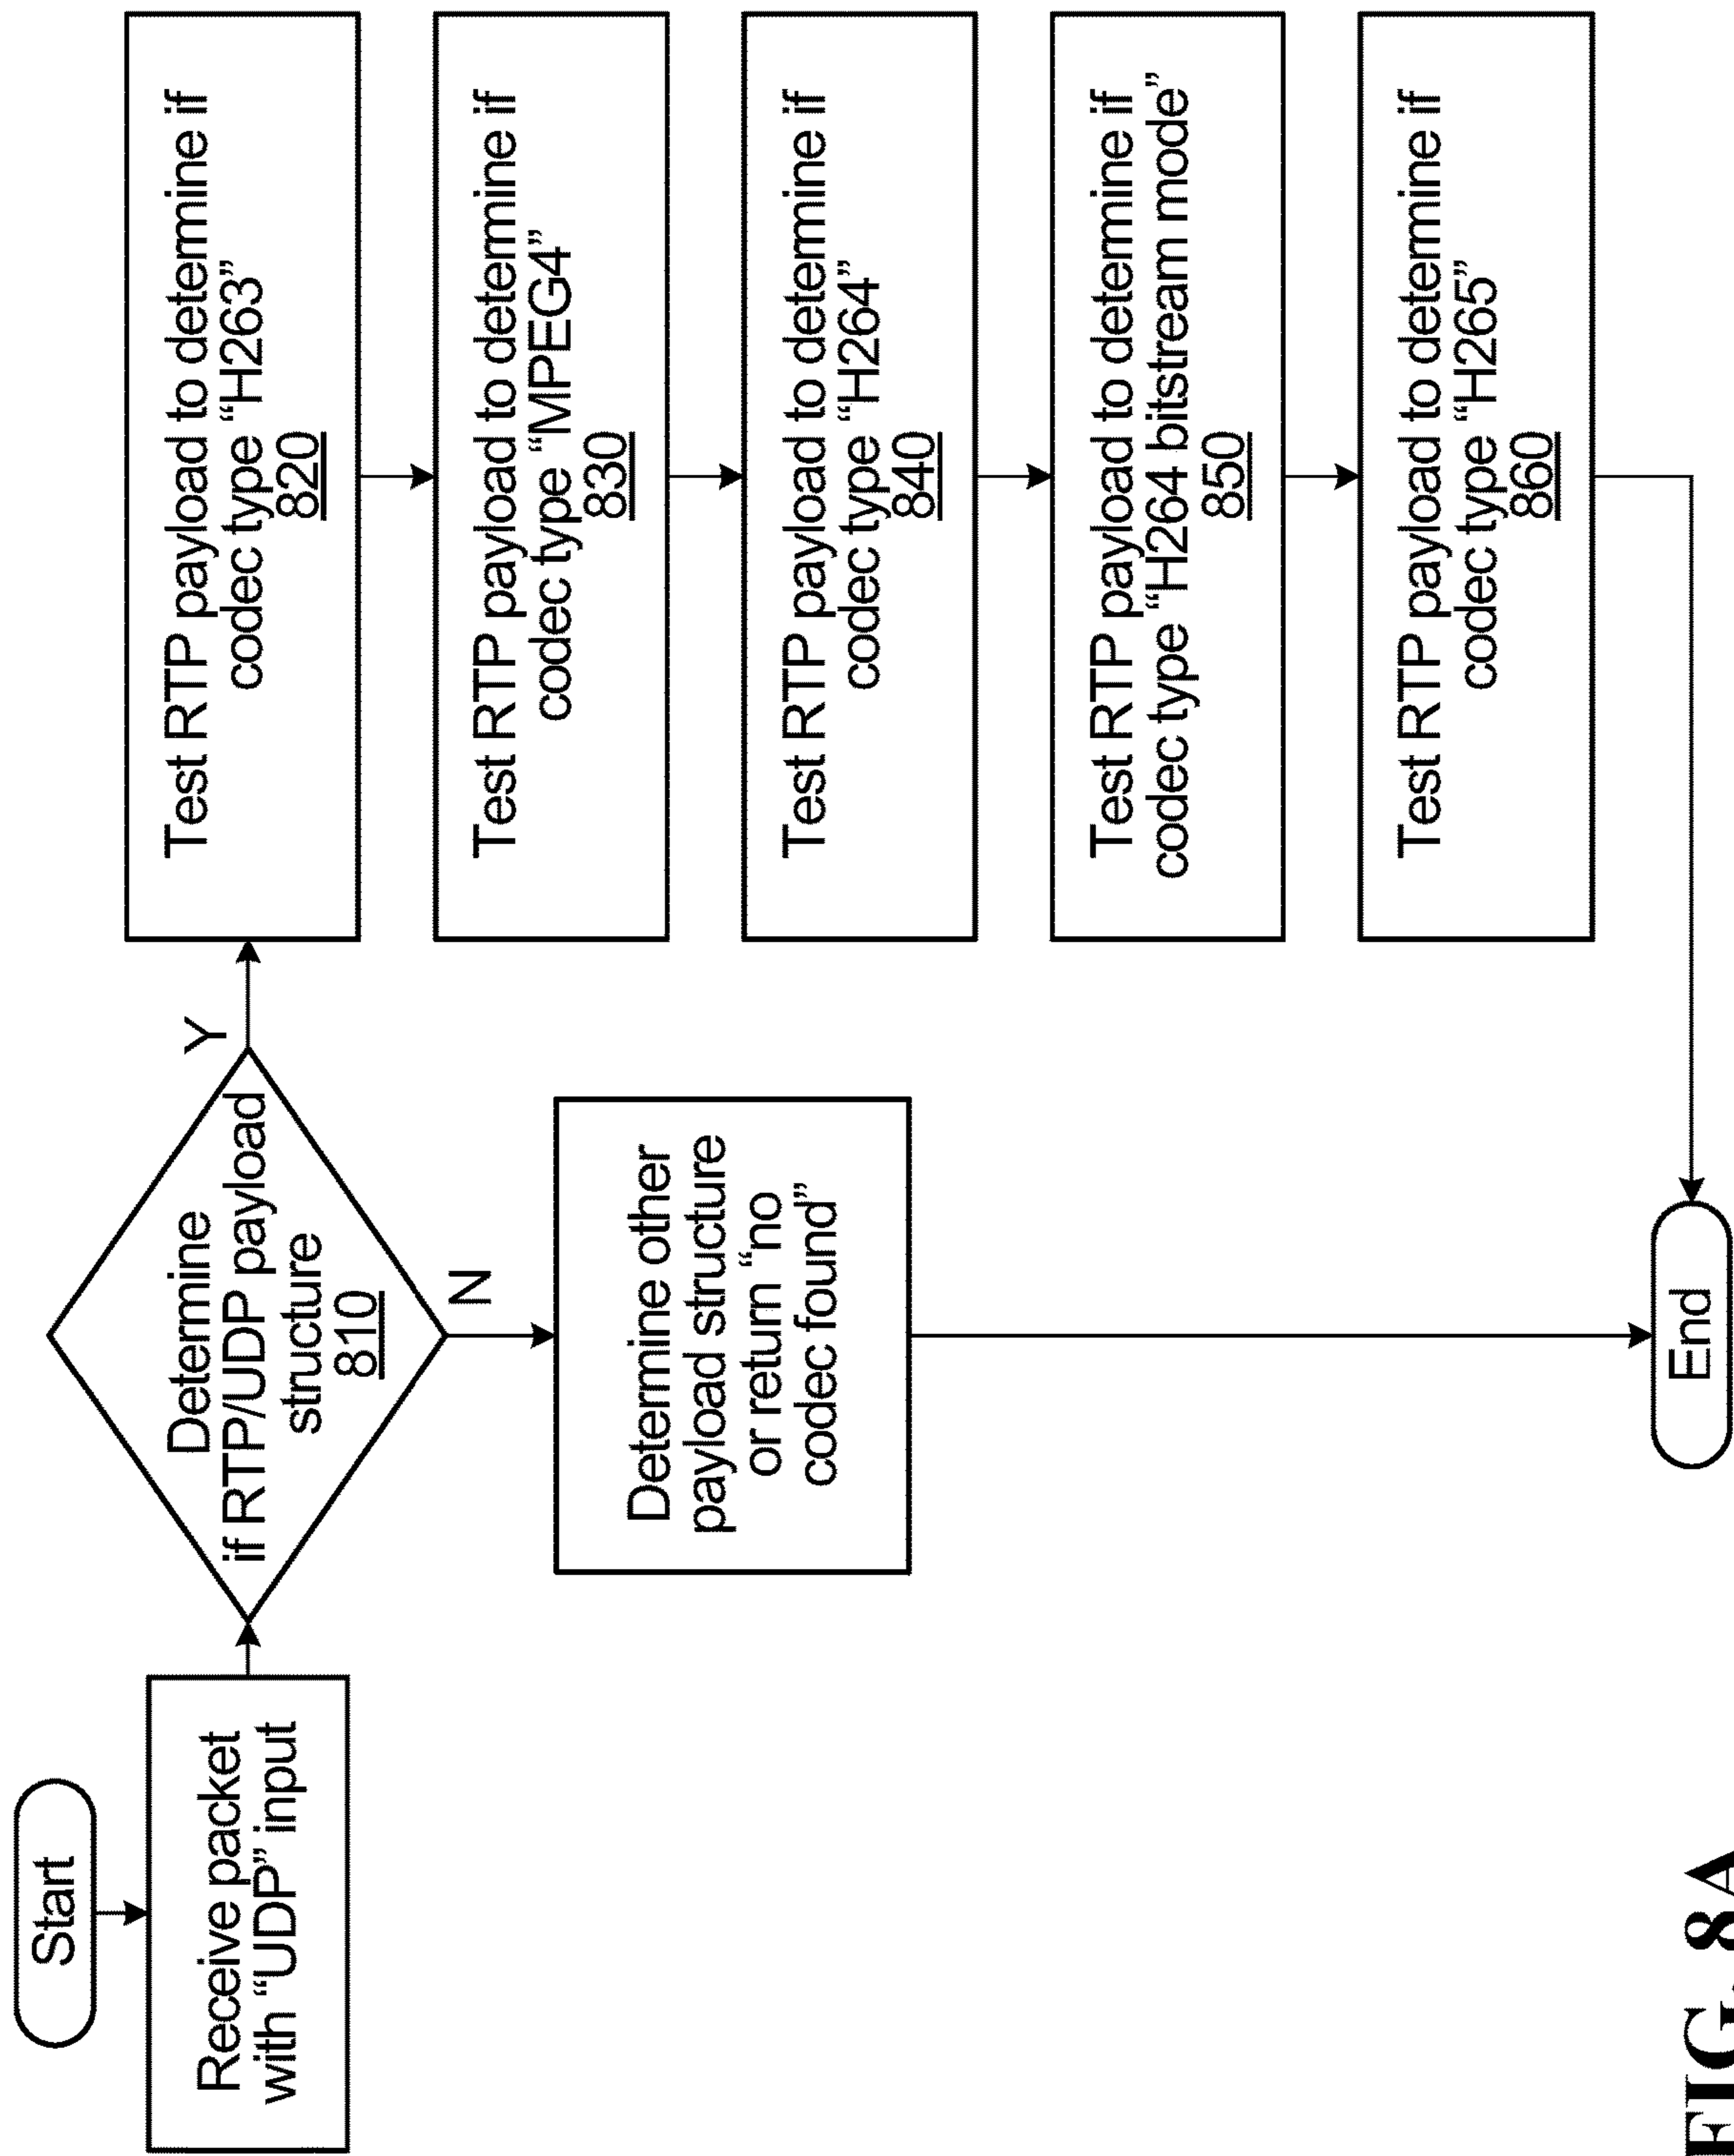 Start
Receive packet
with “UDP” input
Determine
if RTP/UDP payload
structure
810
Y
N
Determine other
payload structure
or return “no
codec found”
Test RTP payload to determine if
codec type “H263”
820
Test RTP payload to determine if
codec type “MPEG4”
830
Test RTP payload to determine if
codec type “H264”
840
Test RTP payload to determine if
codec type “H264 bitstream mode”
850
Test RTP payload to determine if
codec type “H265”
860
End
FIG. 8A